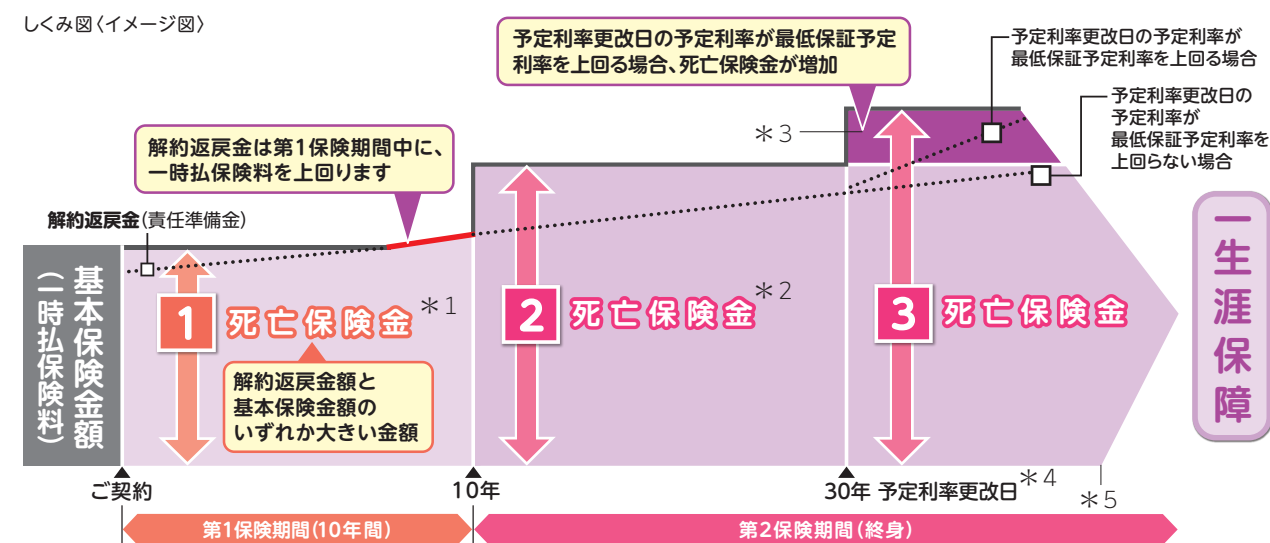 しくみ図〈イメージ図〉
予定利率更改日の予定利率が最低保証予定
利率を上回る場合、死亡保険金が増加
予定利率更改日の予定利率が
最低保証予定利率を上回る場合
予定利率更改日の
予定利率が
最低保証予定利率を
上回らない場合
＊3
解約返戻金は第1保険期間中に、
一時払保険料を上回ります
解約返戻金(責任準備金)
基本保険金額
(一時払保険料)
1 死亡保険金＊1
解約返戻金額と
基本保険金額の
いずれか大きい金額
2 死亡保険金＊2
3 死亡保険金
一生涯保障
ご契約
10年
30年 予定利率更改日＊4
＊5
第1保険期間(10年間)
第2保険期間(終身)